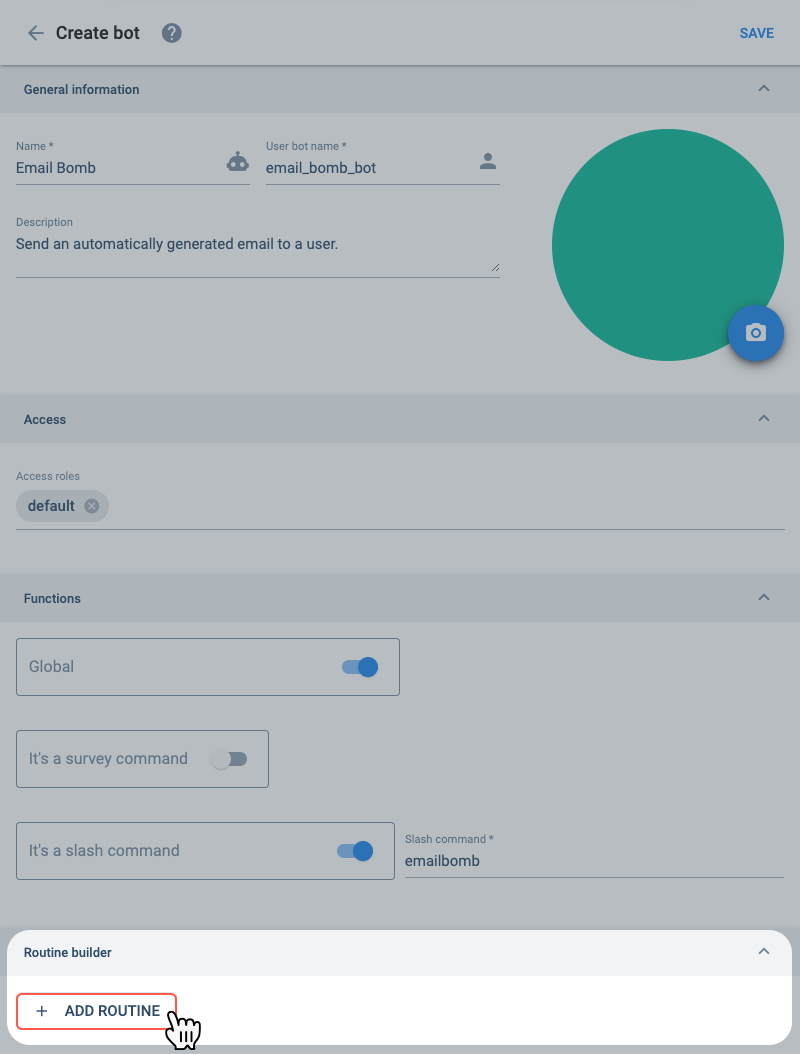 Create bot
?
SAVE
General information
Name *
Email Bomb
User bot name *
email_bomb_bot
Description
Send an automatically generated email to a user.
Access
Access roles
default
Functions
Global
It's a survey command
It's a slash command
Slash command *
emailbomb
Routine builder
+ ADD ROUTINE